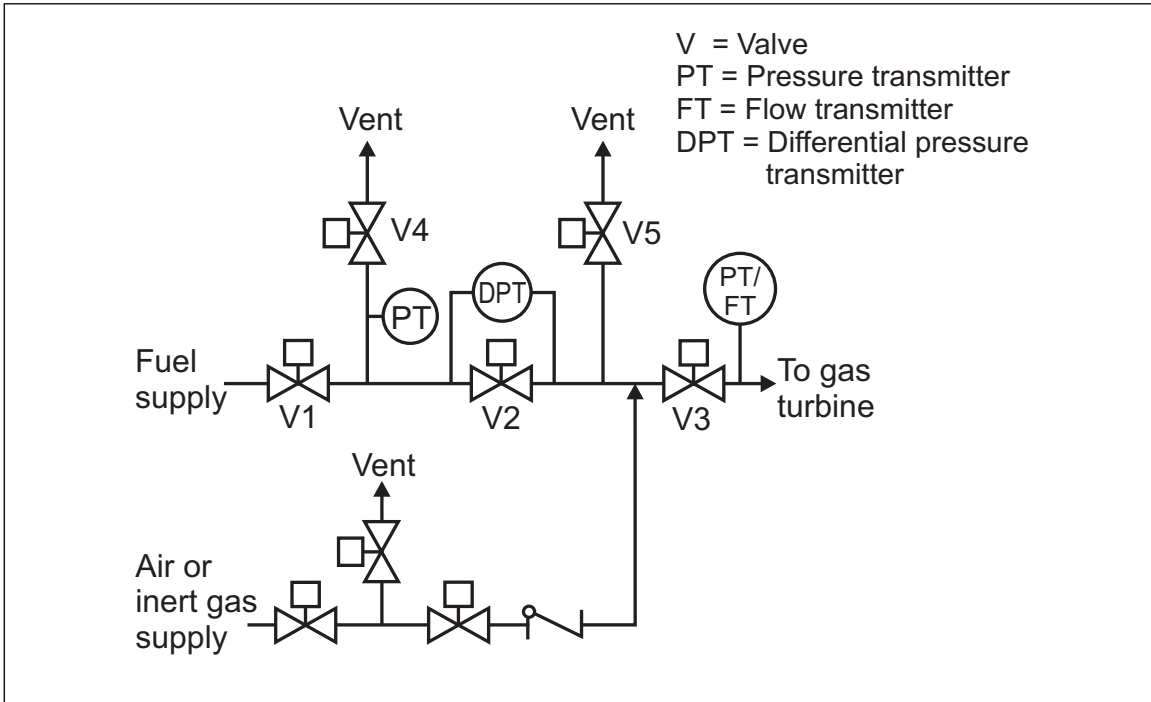 V = Valve
PT = Pressure transmitter
FT = Flow transmitter
DPT = Differential pressure
transmitter
Vent
Vent
V4
V5
PT/
FT
DPT
PT
Fuel
supply
V1
V2
V3
To gas
turbine
Vent
Air or
inert gas
supply